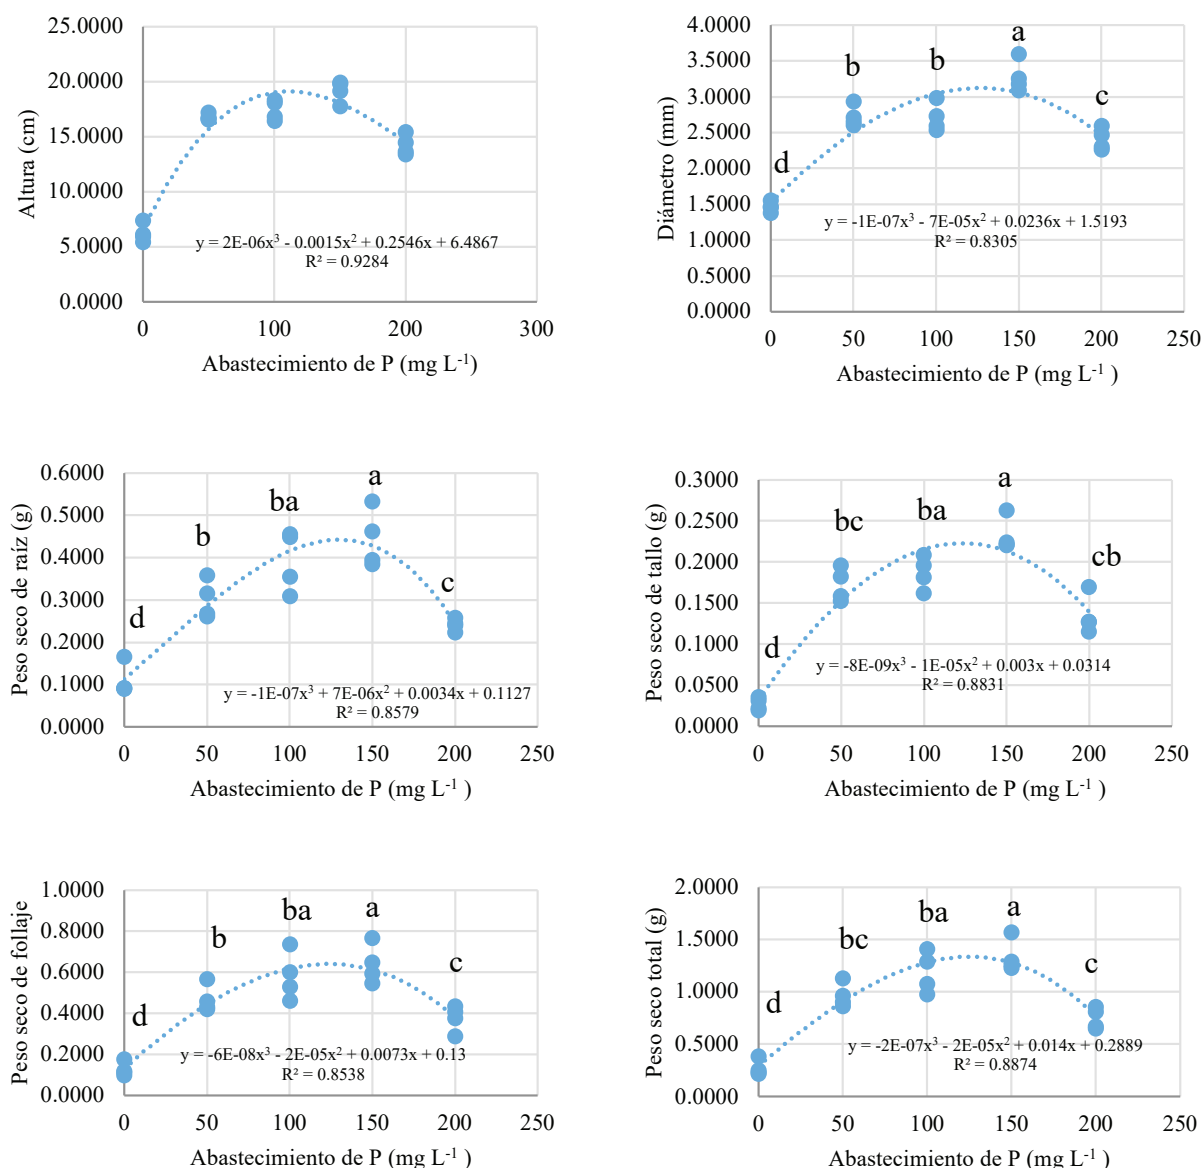 25.0000
20.0000
15.0000
10.0000
5.0000
0.0000
Altura (cm)
y = 2E-06x³ - 0.0015x² + 0.2546x + 6.4867
R² = 0.9284
0 100 200 300
Abastecimiento de P (mg L⁻¹)
4.0000
3.5000
3.0000
2.5000
2.0000
1.5000
1.0000
0.5000
0.0000
Diámetro (mm)
d b b a c
y = -1E-07x³ - 7E-05x² + 0.0236x + 1.5193
R² = 0.8305
0 50 100 150 200 250
Abastecimiento de P (mg L⁻¹ )
0.6000
0.5000
0.4000
0.3000
0.2000
0.1000
0.0000
Peso seco de raíz (g)
d b ba a c
y = -1E-07x³ + 7E-06x² + 0.0034x + 0.1127
R² = 0.8579
0 50 100 150 200 250
Abastecimiento de P (mg L⁻¹ )
0.3000
0.2500
0.2000
0.1500
0.1000
0.0500
0.0000
Peso seco de tallo (g)
d bc ba a cb
y = -8E-09x³ - 1E-05x² + 0.003x + 0.0314
R² = 0.8831
0 50 100 150 200 250
Abastecimiento de P (mg L⁻¹ )
1.0000
0.8000
0.6000
0.4000
0.2000
0.0000
Peso seco de follaje
d b ba a c
y = -6E-08x³ - 2E-05x² + 0.0073x + 0.13
R² = 0.8538
0 50 100 150 200 250
Abastecimiento de P (mg L⁻¹ )
2.0000
1.5000
1.0000
0.5000
0.0000
Peso seco total (g)
d bc ba a c
y = -2E-07x³ - 2E-05x² + 0.014x + 0.2889
R² = 0.8874
0 50 100 150 200 250
Abastecimiento de P (mg L⁻¹ )